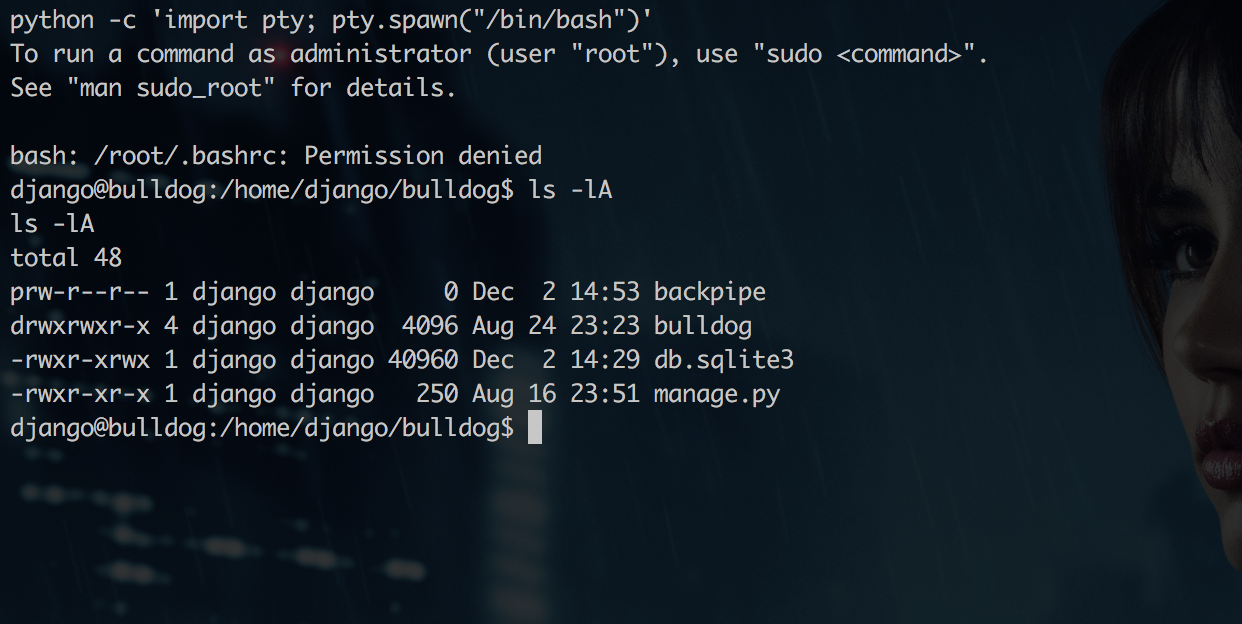 python -c 'import pty; pty.spawn("/bin/bash")'
To run a command as administrator (user "root"), use "sudo <command>".
See "man sudo_root" for details.

bash: /root/.bashrc: Permission denied
django@bulldog:/home/django/bulldog$ ls -lA
ls -lA
total 48
prw-r--r-- 1 django django     0 Dec  2 14:53 backpipe
drwxrwxr-x 4 django django  4096 Aug 24 23:23 bulldog
-rwxr-xrwx 1 django django 40960 Dec  2 14:29 db.sqlite3
-rwxr-xr-x 1 django django   250 Aug 16 23:51 manage.py
django@bulldog:/home/django/bulldog$